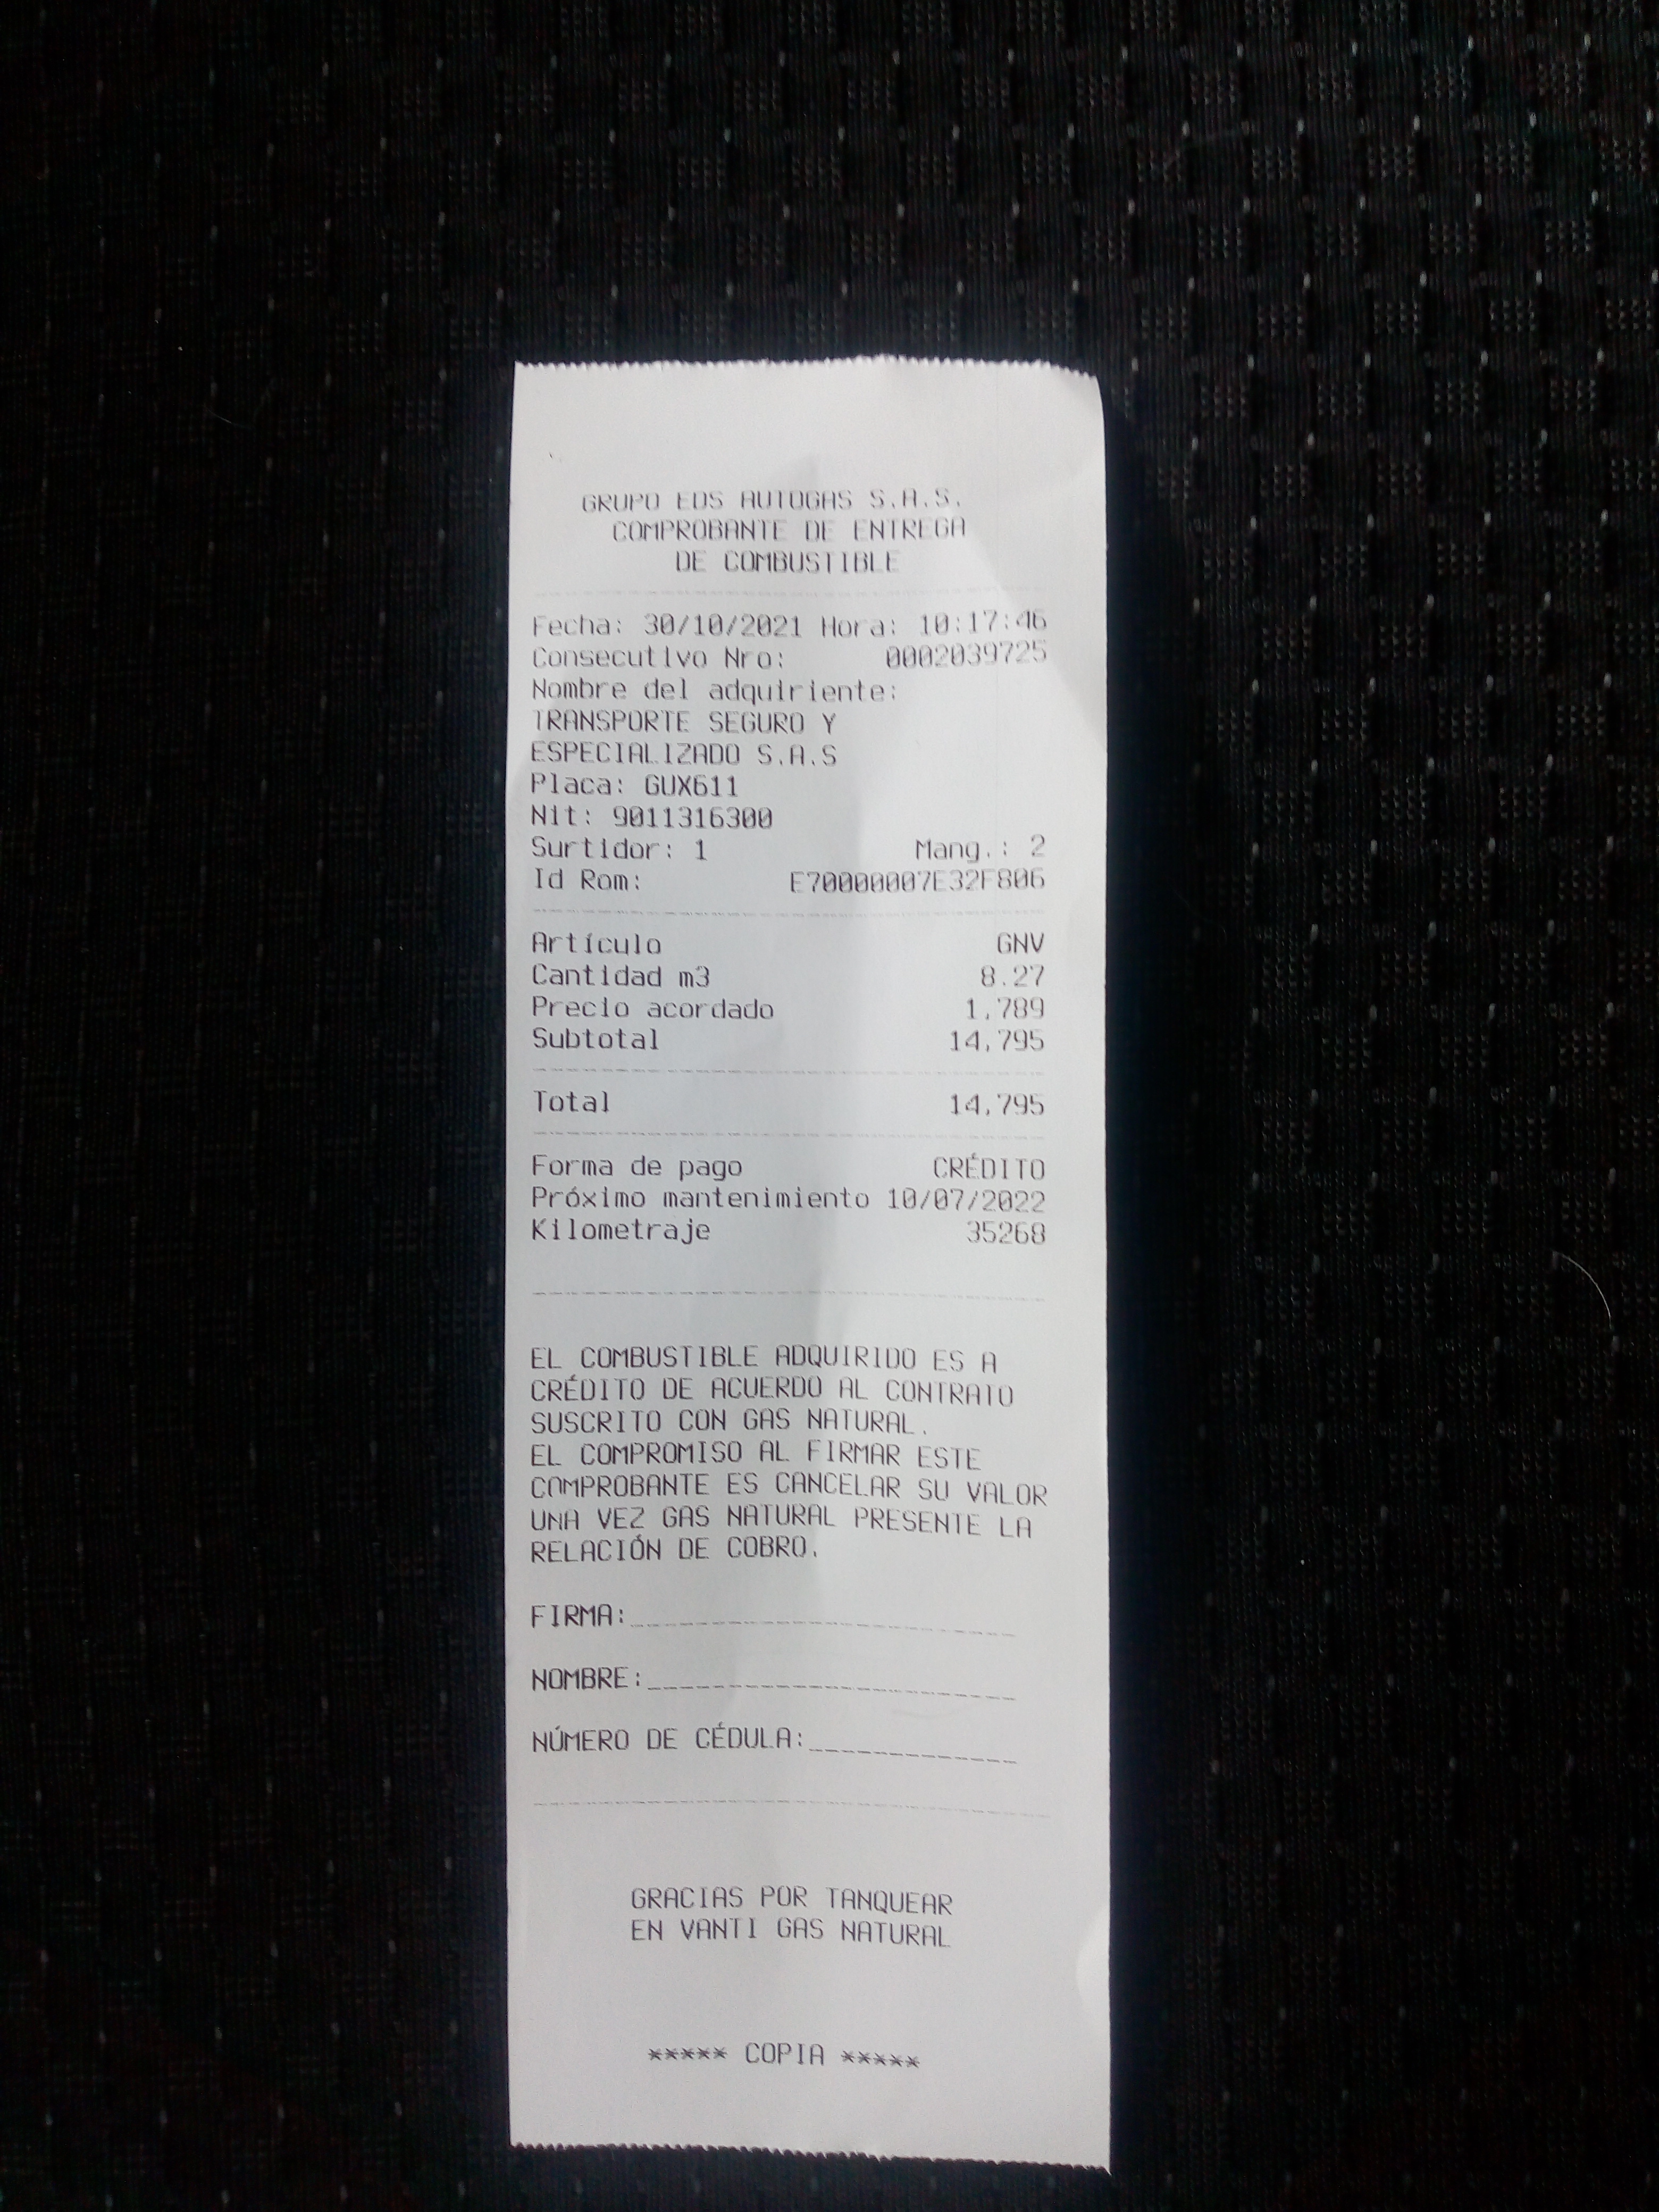 GRUPO EDS AUTOGAS S.A.S.
COMPROBANTE DE ENTREGA
DE COMBUSTIBLE
Fecha: 30/10/2021 Hora: 10:17:46
Consecutivo Nro: 0002039725
Nombre del adquiriente:
TRANSPORTE SEGURO Y
ESPECIALIZADO S.A.S
Placa: GUX611
Nit: 9011316300
Surtidor: 1 Mang.: 2
Id Rom: E70000007E32F806
Artículo GNV
Cantidad m3 8.27
Precio acordado 1,789
Subtotal 14,795
Total 14,795
Forma de pago CRÉDITO
Próximo mantenimiento 10/07/2022
Kilometraje 35268
EL COMBUSTIBLE ADQUIRIDO ES A
CRÉDITO DE ACUERDO AL CONTRATO
SUSCRITO CON GAS NATURAL.
EL COMPROMISO AL FIRMAR ESTE
COMPROBANTE ES CANCELAR SU VALOR
UNA VEZ GAS NATURAL PRESENTE LA
RELACIÓN DE COBRO.
FIRMA:_______________________
NOMBRE:_______________________
NÚMERO DE CÉDULA:_____________
GRACIAS POR TANQUEAR
EN VANTI GAS NATURAL
***** COPIA *****